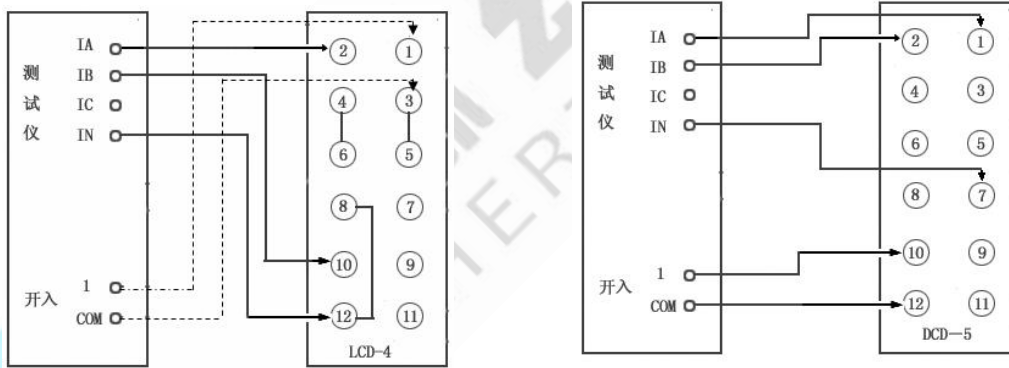 测
试
仪
IA
IB
IC
IN
开入
1
COM
② ①
④ ③
⑥ ⑤
⑧ ⑦
⑩ ⑨
⑫ ⑪
LCD-4
测
试
仪
IA
IB
IC
IN
开入
1
COM
② ①
④ ③
⑥ ⑤
⑧ ⑦
⑩ ⑨
⑫ ⑪
DCD—5